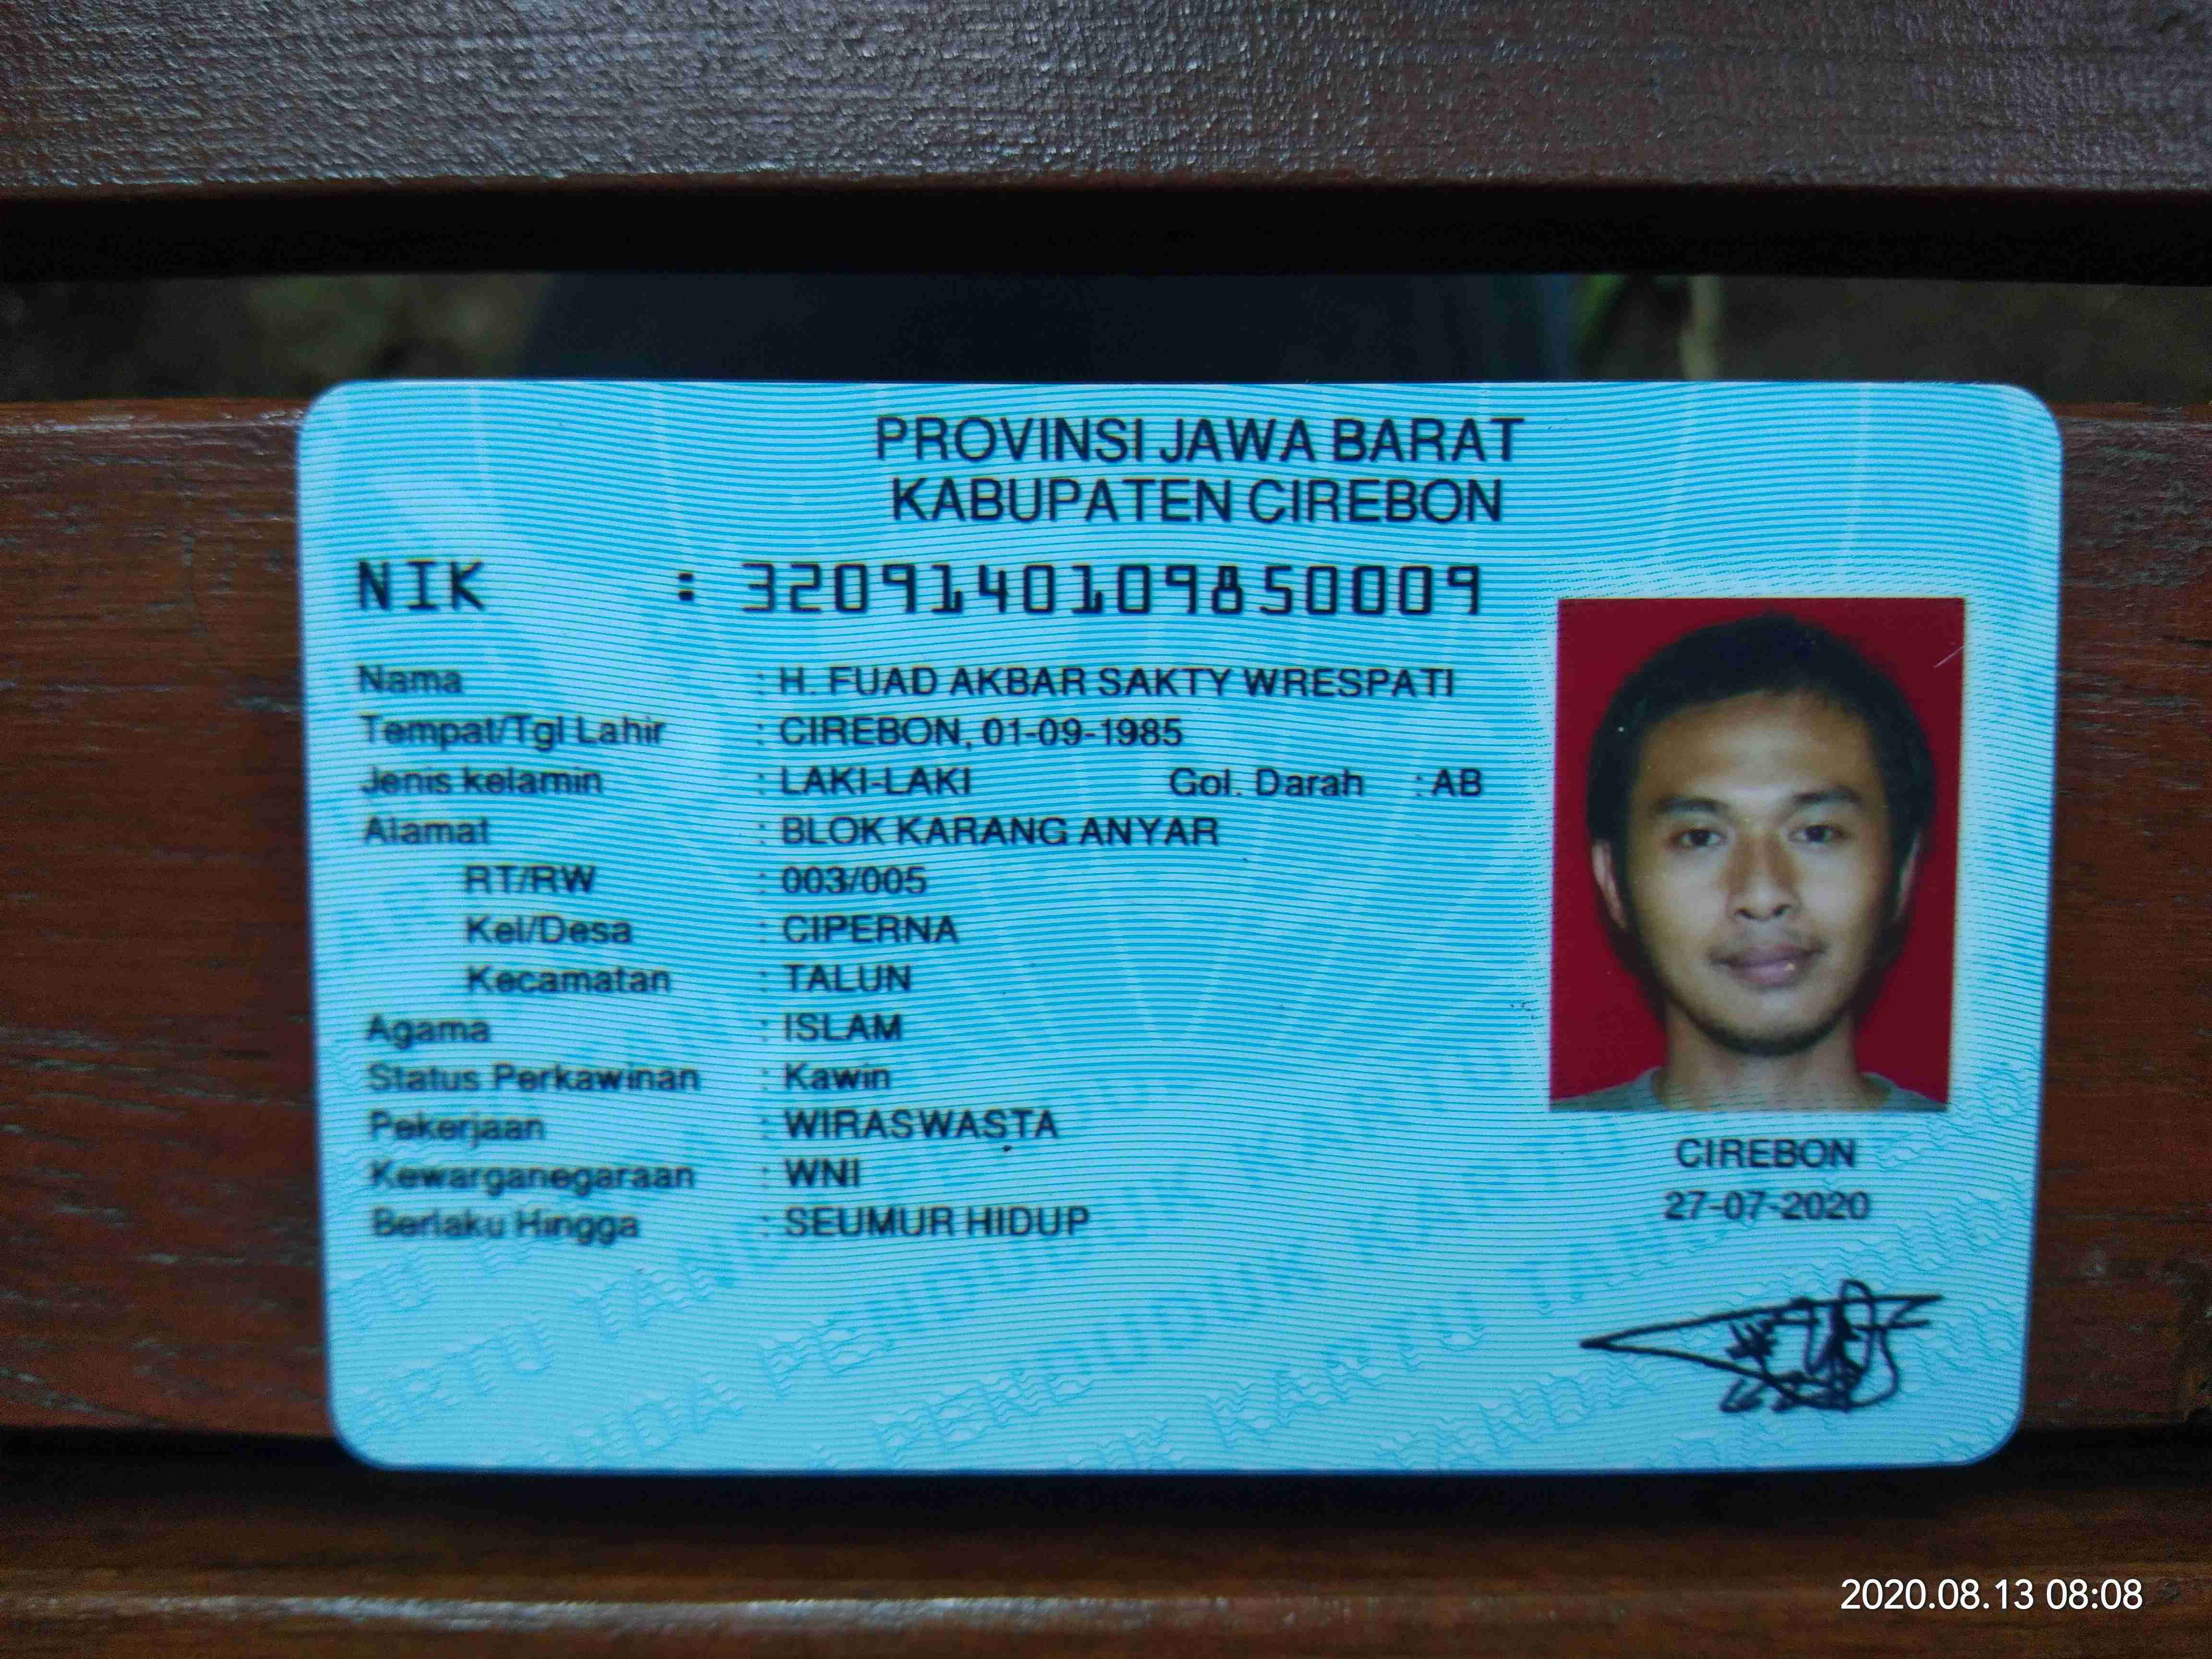 PROVINSI JAWA BARAT
KABUPATEN CIREBON
NIK : 3209140109850009
Nama : H. FUAD AKBAR SAKTY WRESPATI
Tempat/Tgl Lahir : CIREBON, 01-09-1985
Jenis kelamin : LAKI-LAKI Gol. Darah : AB
Alamat : BLOK KARANG ANYAR
RT/RW : 003/005
Kel/Desa : CIPERNA
Kecamatan : TALUN
Agama : ISLAM
Status Perkawinan : Kawin
Pekerjaan : WIRASWASTA
Kewarganegaraan : WNI
Berlaku Hingga : SEUMUR HIDUP
CIREBON
27-07-2020
2020.08.13 08:08